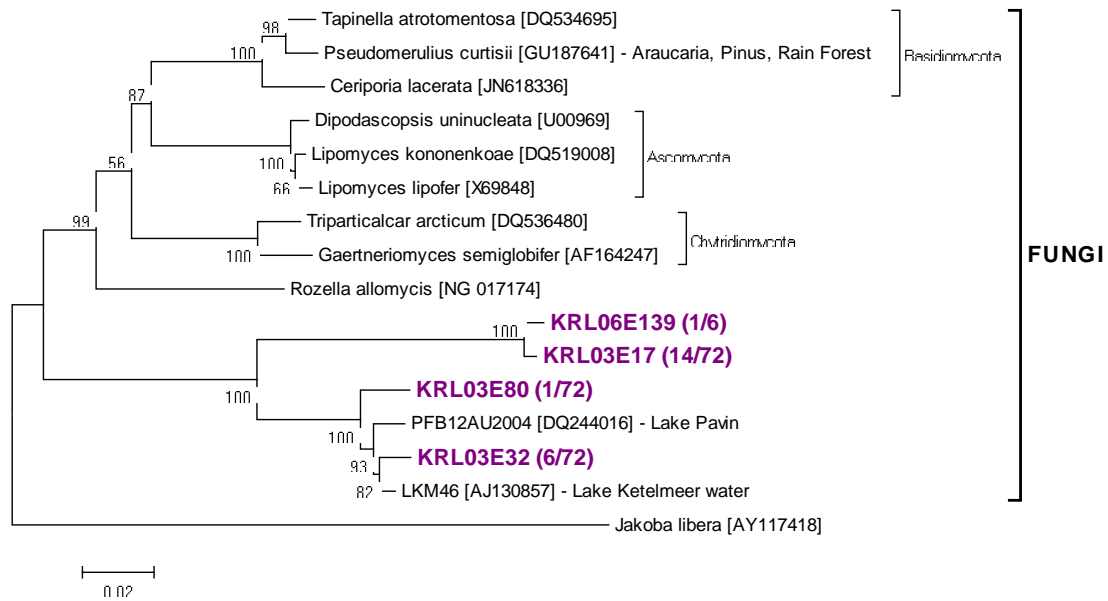 Tapinella atrotomentosa [DQ534695]
98
Pseudomerulius curtisii [GU187641] - Araucaria, Pinus, Rain Forest
Basidiomycota
100
Ceriporia lacerata [JN618336]
87
Dipodascopsis uninucleata [U00969]
Lipomyces kononenkoae [DQ519008]
Ascomycota
100
56
Lipomyces lipofer [X69848]
66
Triparticalcar arcticum [DQ536480]
99
Chytridiomycota
Gaertneriomyces semiglobifer [AF164247]
100
FUNGI
Rozella allomycis [NG 017174]
KRL06E139 (1/6)
100
KRL03E17 (14/72)
KRL03E80 (1/72)
100
PFB12AU2004 [DQ244016] - Lake Pavin
100
KRL03E32 (6/72)
93
LKM46 [AJ130857] - Lake Ketelmeer water
82
Jakoba libera [AY117418]
0.02